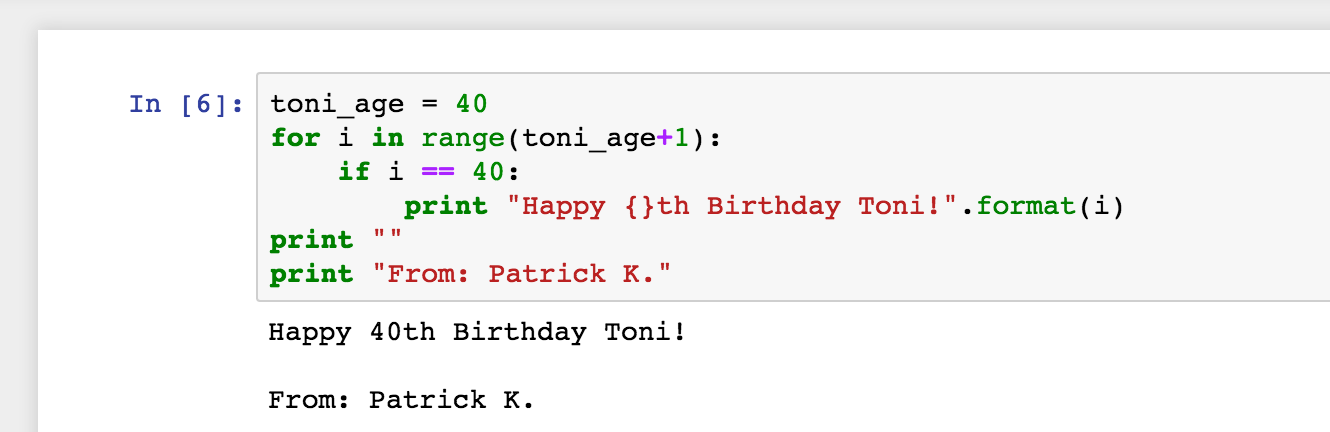 In [6]: toni_age = 40
for i in range(toni_age+1):
    if i == 40:
        print "Happy {}th Birthday Toni!".format(i)
print ""
print "From: Patrick K."
Happy 40th Birthday Toni!

From: Patrick K.